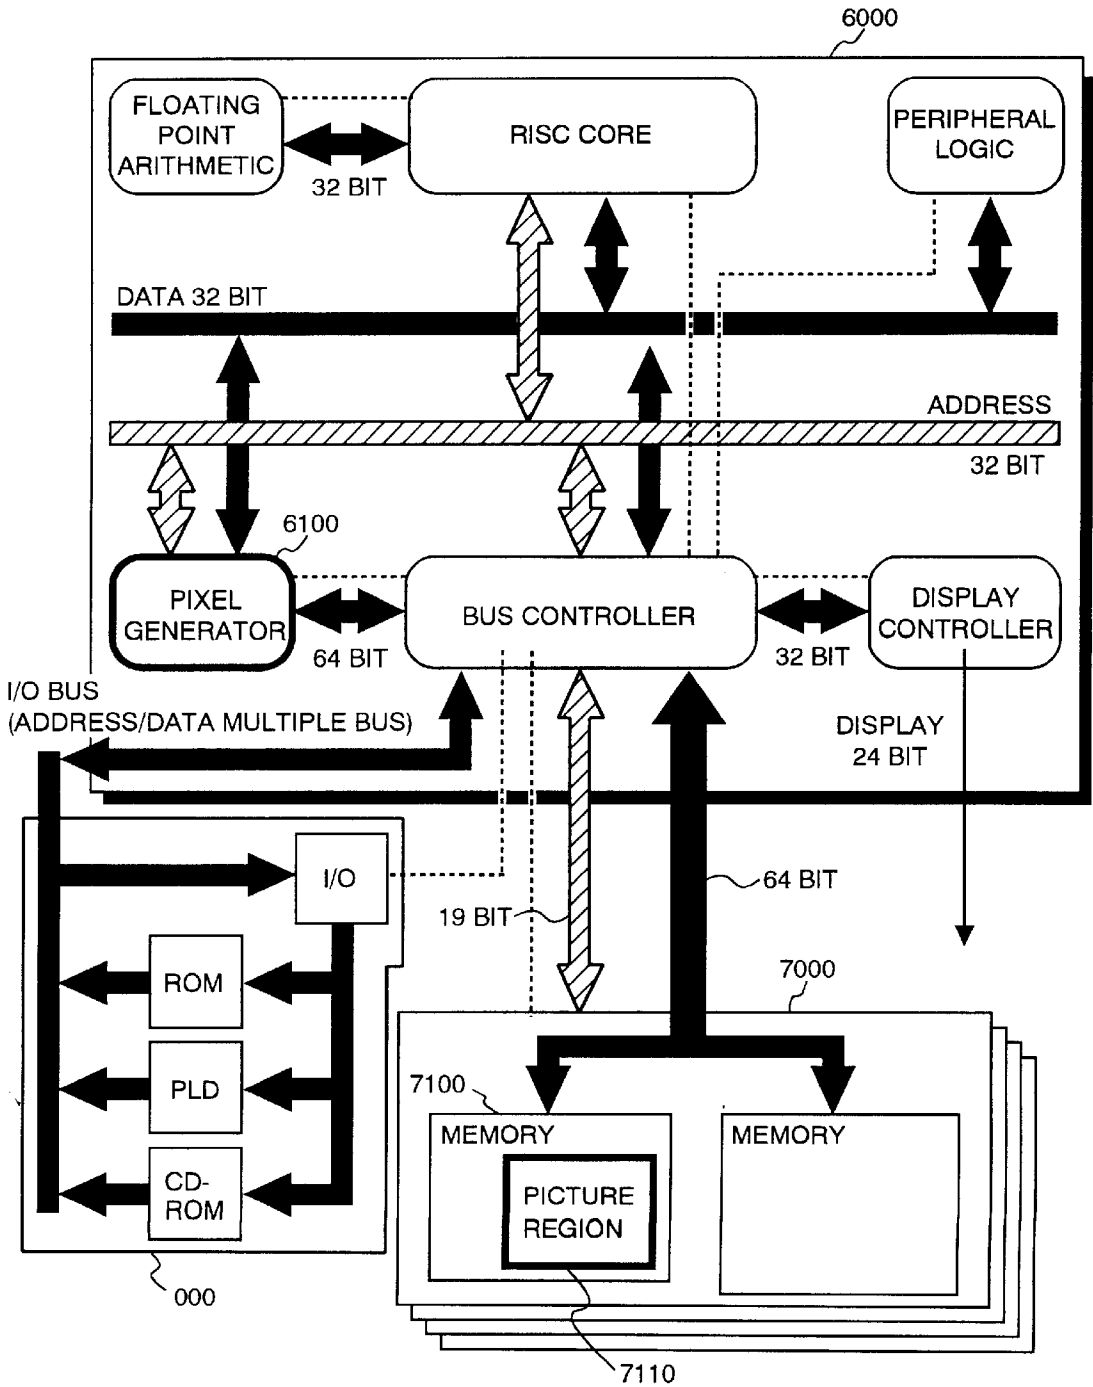 6000
FLOATING
POINT
ARITHMETIC
RISC CORE
PERIPHERAL
LOGIC
32 BIT
DATA 32 BIT
ADDRESS
32 BIT
6100
PIXEL
GENERATOR
64 BIT
BUS CONTROLLER
32 BIT
DISPLAY
CONTROLLER
I/O BUS
(ADDRESS/DATA MULTIPLE BUS)
DISPLAY
24 BIT
I/O
19 BIT
64 BIT
ROM
7000
PLD
7100
MEMORY
MEMORY
CD-
ROM
PICTURE
REGION
000
7110